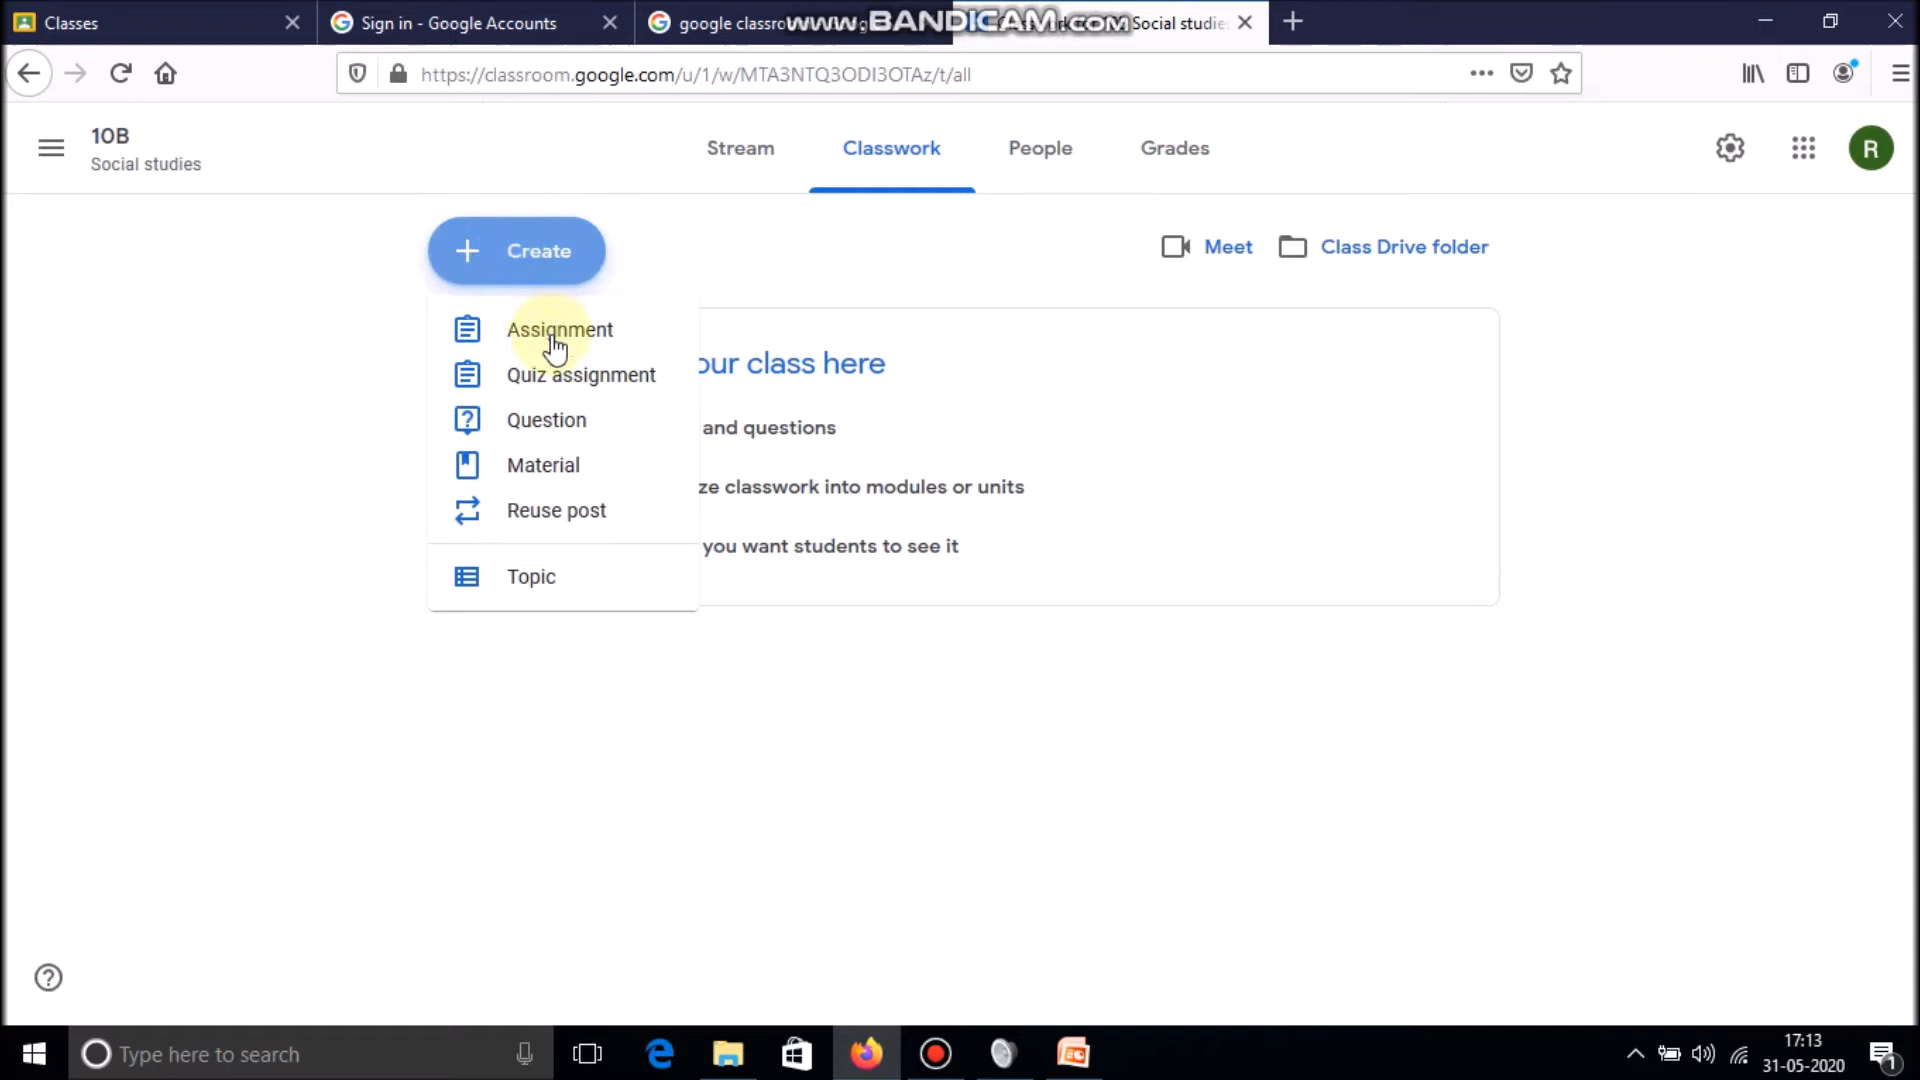 Classes
Sign in - Google Accounts
google classroo
www.BANDICAM.com
Social studie
https://classroom.google.com/u/1/w/MTA3NTQ3ODI3OTAz/t/all
10B
Social studies
Stream
Classwork
People
Grades
R
Create
Meet
Class Drive folder
Assignment
our class here
Quiz assignment
Question
and questions
Material
ze classwork into modules or units
Reuse post
you want students to see it
Topic
Type here to search
17:13
31-05-2020
1